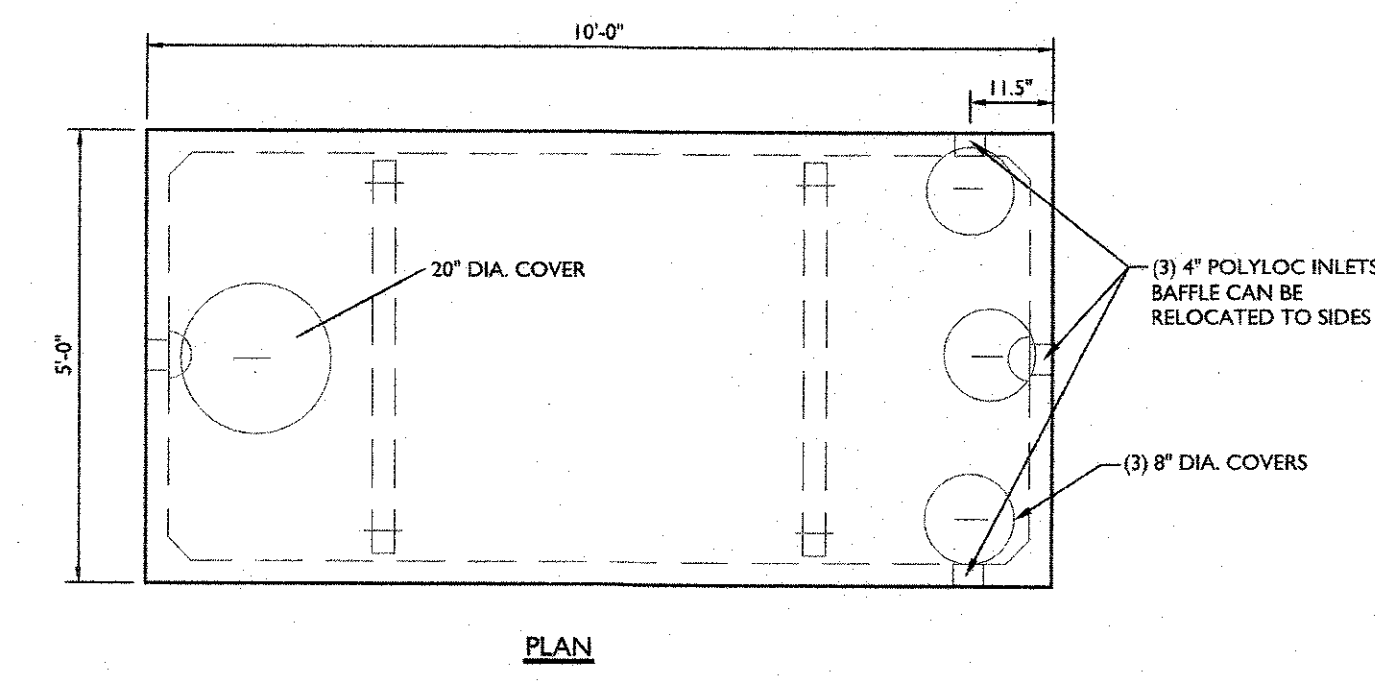 10'-0"
11.5"
5'-0"
20" DIA. COVER
(3) 4" POLYLOC INLETS
BAFFLE CAN BE
RELOCATED TO SIDES
(3) 8" DIA. COVERS
PLAN